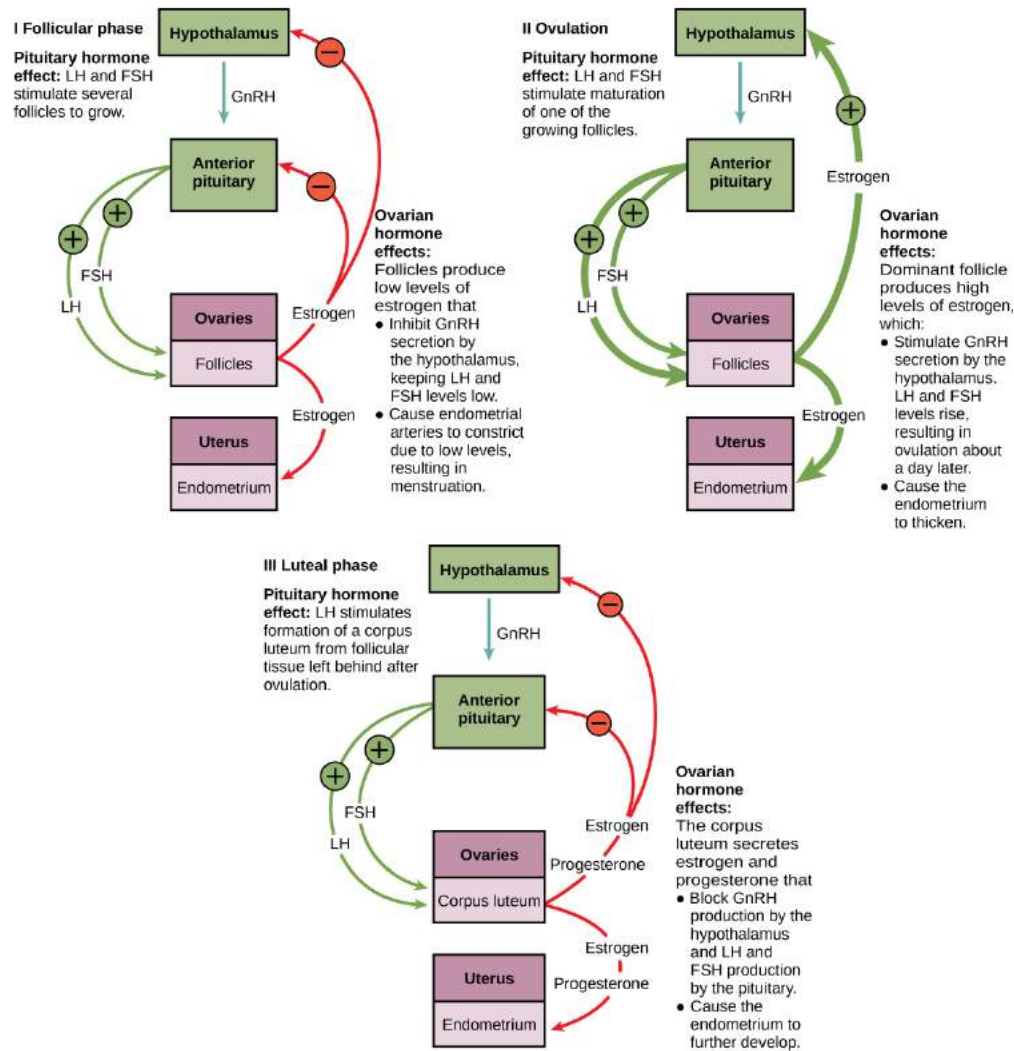 I Follicular phase
Pituitary hormone
effect: LH and FSH
stimulate several
follicles to grow.
Hypothalamus
−
GnRH
Anterior
pituitary
−
+
+
FSH
LH
Ovaries
Follicles
Estrogen
Estrogen
Uterus
Endometrium
Ovarian
hormone
effects:
Follicles produce
low levels of
estrogen that
● Inhibit GnRH
secretion by
the hypothalamus,
keeping LH and
FSH levels low.
● Cause endometrial
arteries to constrict
due to low levels,
resulting in
menstruation.
II Ovulation
Pituitary hormone
effect: LH and FSH
stimulate maturation
of one of the
growing follicles.
Hypothalamus
+
GnRH
Anterior
pituitary
Estrogen
+
+
FSH
LH
Ovaries
Follicles
Estrogen
Uterus
Endometrium
Ovarian
hormone
effects:
Dominant follicle
produces high
levels of estrogen,
which:
● Stimulate GnRH
secretion by the
hypothalamus.
LH and FSH
levels rise,
resulting in
ovulation about
a day later.
● Cause the
endometrium
to thicken.
III Luteal phase
Pituitary hormone
effect: LH stimulates
formation of a corpus
luteum from follicular
tissue left behind after
ovulation.
Hypothalamus
−
GnRH
Anterior
pituitary
−
+
+
FSH
LH
Estrogen
Progesterone
Ovaries
Corpus luteum
Estrogen
Progesterone
Uterus
Endometrium
Ovarian
hormone
effects:
The corpus
luteum secretes
estrogen and
progesterone that
● Block GnRH
production by the
hypothalamus
and LH and
FSH production
by the pituitary.
● Cause the
endometrium to
further develop.